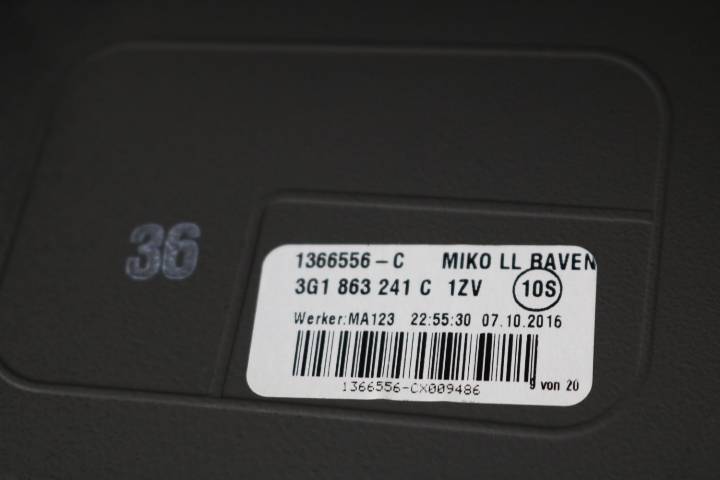 36
1366556-C MIKO LL RAVEN
3G1 863 241 C 1ZV 10S
Werker:MA123 22:55:30 07.10.2016
1366556-CX009486
9 von 20